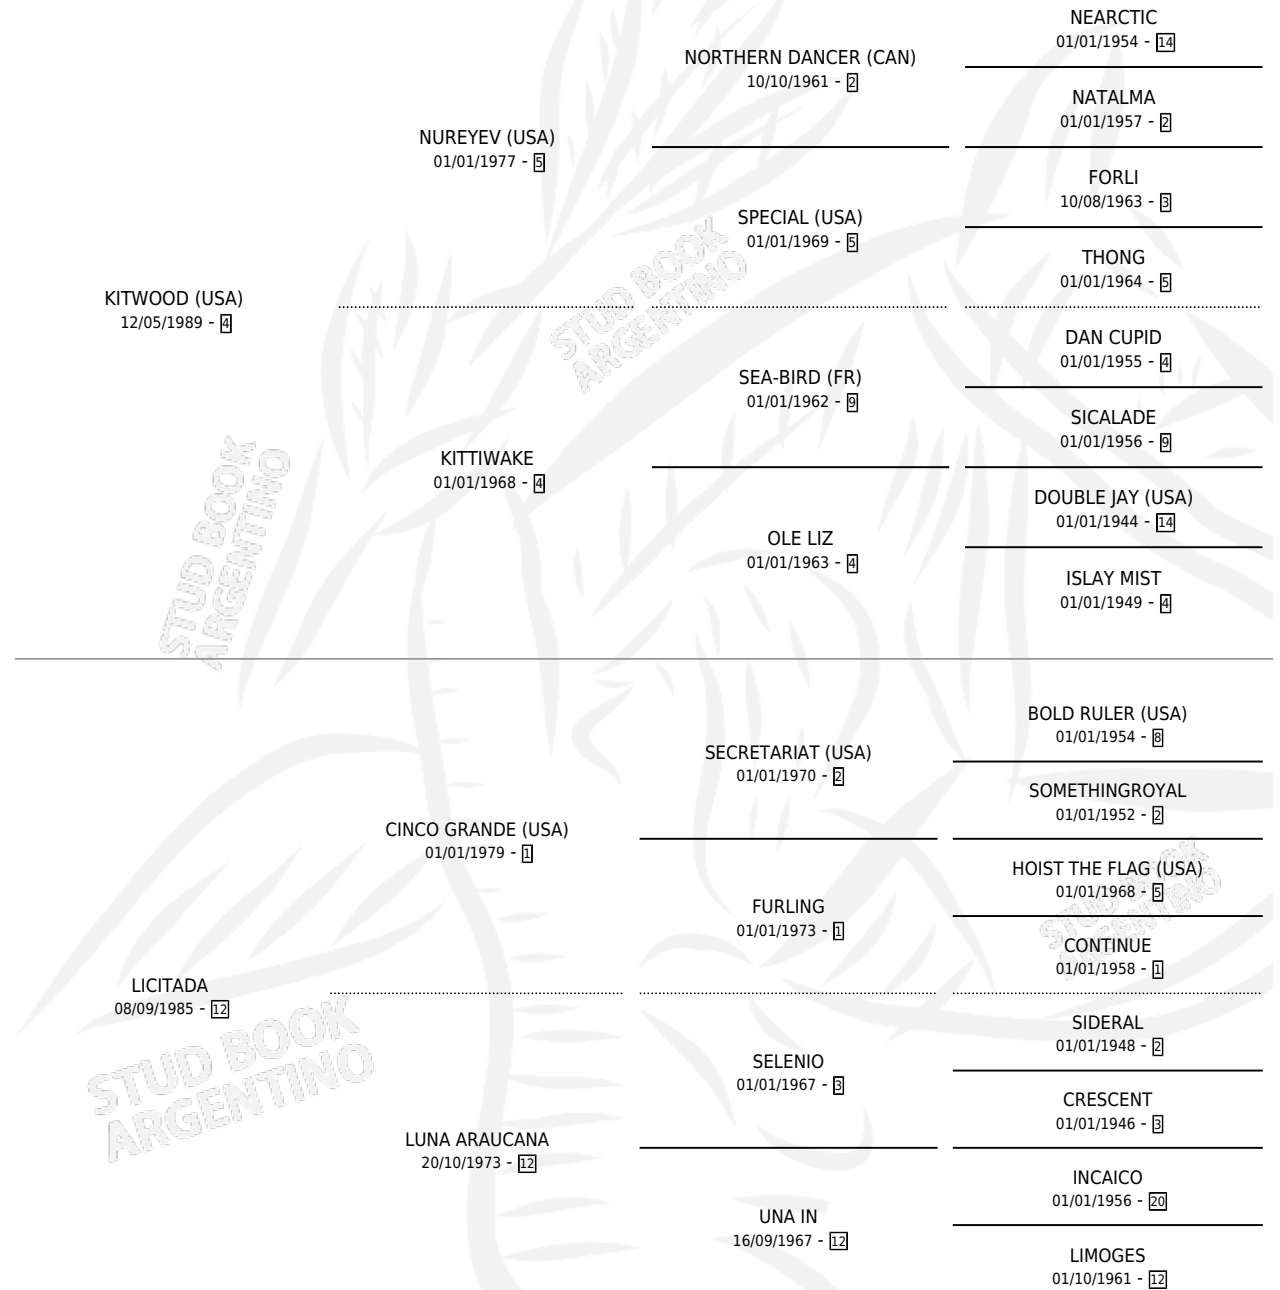 NEARCTIC
01/01/1954 - 14
NORTHERN DANCER (CAN)
10/10/1961 - 2
NATALMA
01/01/1957 - 2
NUREYEV (USA)
01/01/1977 - 5
FORLI
10/08/1963 - 3
SPECIAL (USA)
01/01/1969 - 5
THONG
01/01/1964 - 5
KITWOOD (USA)
12/05/1989 - 4
DAN CUPID
01/01/1955 - 4
SEA-BIRD (FR)
01/01/1962 - 9
SICALADE
01/01/1956 - 9
KITTIWAKE
01/01/1968 - 4
DOUBLE JAY (USA)
01/01/1944 - 14
OLE LIZ
01/01/1963 - 4
ISLAY MIST
01/01/1949 - 4
BOLD RULER (USA)
01/01/1954 - 8
SECRETARIAT (USA)
01/01/1970 - 2
SOMETHINGROYAL
01/01/1952 - 2
CINCO GRANDE (USA)
01/01/1979 - 1
HOIST THE FLAG (USA)
01/01/1968 - 5
FURLING
01/01/1973 - 1
CONTINUE
01/01/1958 - 1
LICITADA
08/09/1985 - 12
SIDERAL
01/01/1948 - 2
SELENIO
01/01/1967 - 3
CRESCENT
01/01/1946 - 3
LUNA ARAUCANA
20/10/1973 - 12
INCAICO
01/01/1956 - 20
UNA IN
16/09/1967 - 12
LIMOGES
01/10/1961 - 12
STUD BOOK
ARGENTINO
STUD BOOK
ARGENTINO
STUD BOOK
ARGENTINO
STUD BOOK
ARGENTINO